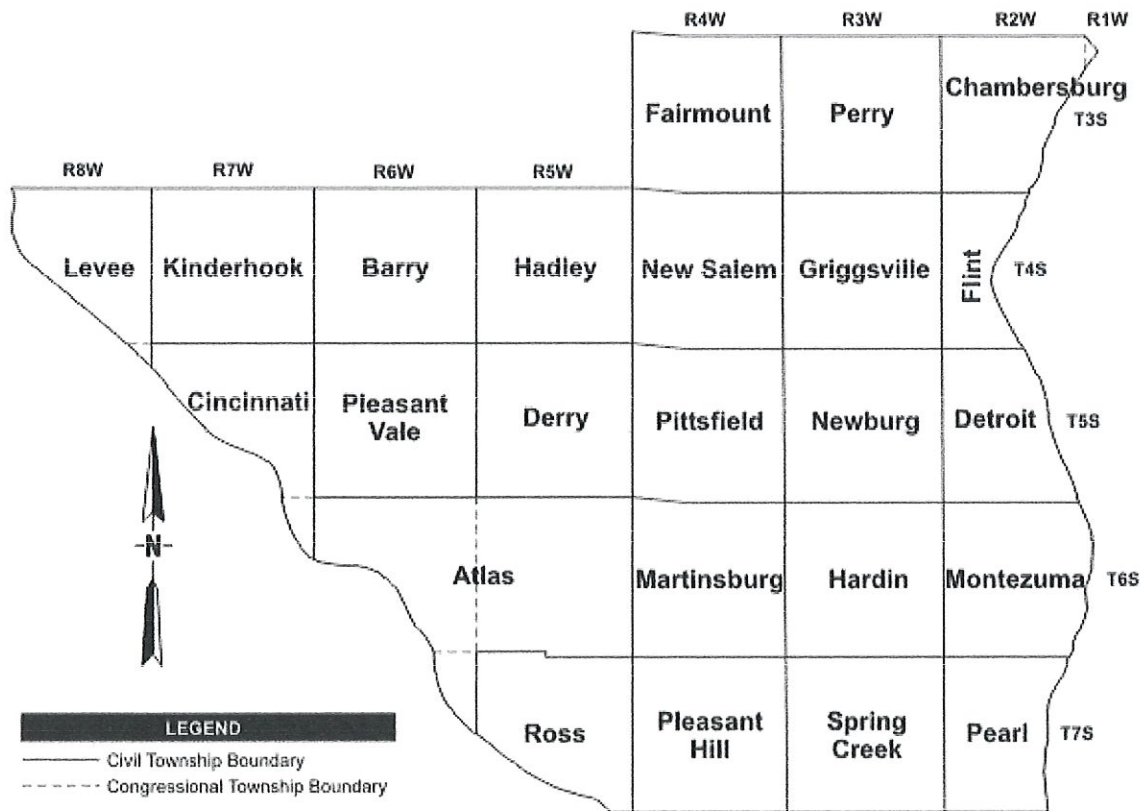 R4W R3W R2W R1W
Fairmount Perry Chambersburg
T3S
R8W R7W R6W R5W
Levee Kinderhook Barry Hadley New Salem Griggsville Flint T4S
Cincinnati Pleasant Vale Derry Pittsfield Newburg Detroit T5S
N
Atlas Martinsburg Hardin Montezuma T6S
Ross Pleasant Hill Spring Creek Pearl T7S
LEGEND
Civil Township Boundary
Congressional Township Boundary